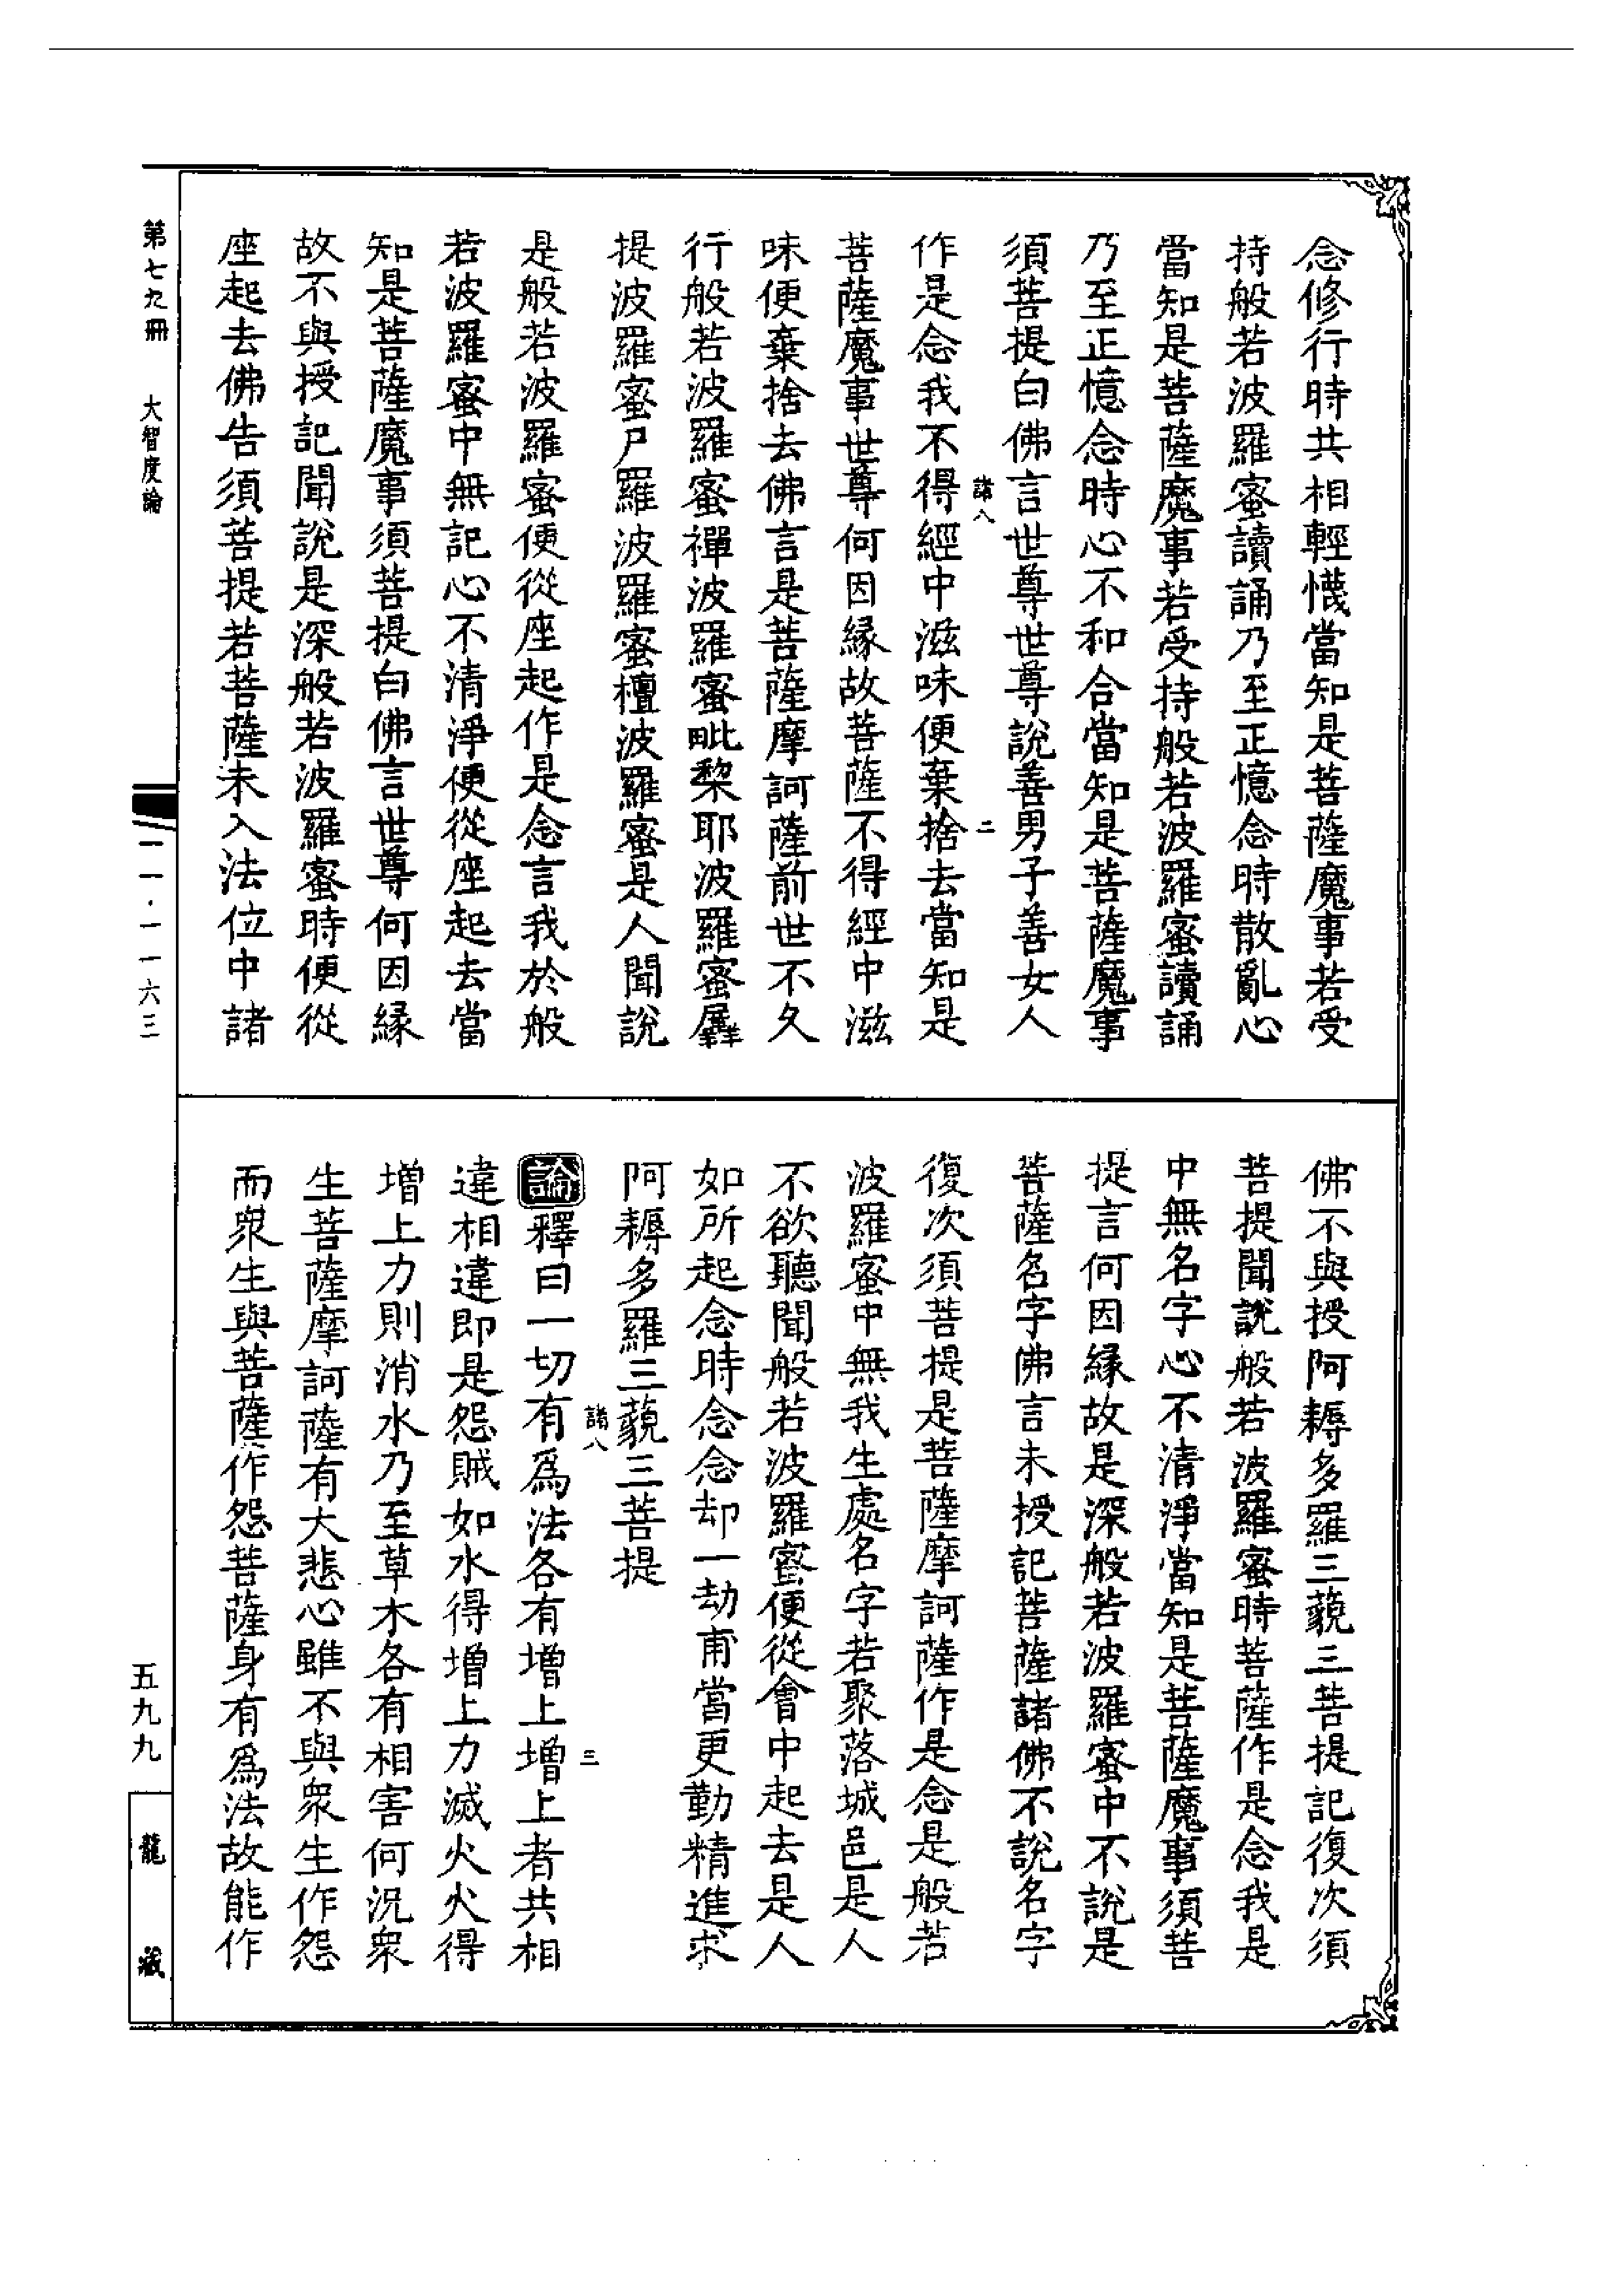 念修行時共相輕懱當知是菩薩魔事若受
持般若波羅蜜讀誦乃至正憶念時散亂心
當知是菩薩魔事若受持般若波羅蜜讀誦
乃至正憶念時心不和合當知是菩薩魔事
須菩提白佛言世尊世尊說善男子善女人
諸八
二
作是念我不得經中滋味便棄捨去當知是
菩薩魔事世尊何因緣故菩薩不得經中滋
味便棄捨去佛言是菩薩摩訶薩前世不久
行般若波羅蜜禪波羅蜜毗棃耶波羅蜜羼
提波羅蜜尸羅波羅蜜檀波羅蜜是人聞說
是般若波羅蜜便從座起作是念言我於般
若波羅蜜中無記心不清淨便從座起去當
知是菩薩魔事須菩提白佛言世尊何因緣
故不與授記聞說是深般若波羅蜜時便從
座起去佛告須菩提若菩薩未入法位中諸
佛不與授阿耨多羅三藐三菩提記復次須
菩提聞說般若波羅蜜時菩薩作是念我是
中無名字心不清淨當知是菩薩魔事須菩
提言何因緣故是深般若波羅蜜中不說是
菩薩名字佛言未授記菩薩諸佛不說名字
復次須菩提是菩薩摩訶薩作是念是般若
波羅蜜中無我生處名字若聚落城邑是人
不欲聽聞般若波羅蜜便從會中起去是人
如所起念時念念却一劫甫當更勤精進求
阿耨多羅三藐三菩提
諸八
三
論釋曰一切有為法各有增上增上者共相
違相違即是怨賊如水得增上力滅火火得
增上力則消水乃至草木各有相害何況衆
生菩薩摩訶薩有大悲心雖不與衆生作怨
而衆生與菩薩作怨菩薩身有為法故能作
第七九冊 大智度論
一一·一一六三
五九九
龍藏